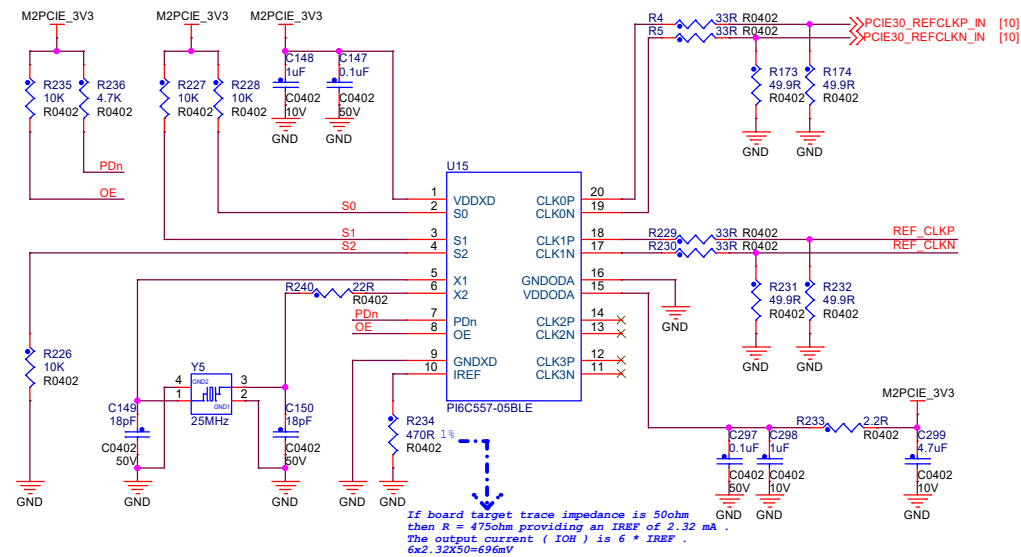 M2PCIE_3V3 M2PCIE_3V3 M2PCIE_3V3
R235 10K R0402
R236 4.7K R0402
PDn
OE
R227 10K R0402
R228 10K R0402
C148 1uF C0402 10V
C147 0.1uF C0402 50V
GND
R4 33R R0402 PCIE30_REFCLKP_IN [10]
R5 33R R0402 PCIE30_REFCLKN_IN [10]
R173 49.9R R0402
R174 49.9R R0402
GND GND
U15
1 VDDXD CLK0P 20
S0 2 S0 CLK0N 19
S1 3 S1 CLK1P 18 R229 33R R0402 REF_CLKP
S2 4 S2 CLK1N 17 R230 33R R0402 REF_CLKN
5 X1 GNDODA 16
R240 22R R0402 6 X2 VDDODA 15
PDn 7 PDn CLK2P 14
OE 8 OE CLK2N 13
9 GNDXD CLK3P 12
10 IREF CLK3N 11
PI6C557-05BLE
GND
R231 49.9R R0402
R232 49.9R R0402
GND GND
R226 10K R0402
GND
Y5
4 GND2 3
1 GND1 2
25MHz
C149 18pF C0402 50V
GND
C150 18pF C0402 50V
GND
GND
R234 470R 1% R0402
GND
M2PCIE_3V3
R233 2.2R R0402
C297 0.1uF C0402 50V
C298 1uF C0402 10V
C299 4.7uF C0402 10V
GND GND GND
If board target trace impedance is 50ohm
then R = 475ohm providing an IREF of 2.32 mA .
The output current ( IOH ) is 6 * IREF .
6x2.32X50=696mV